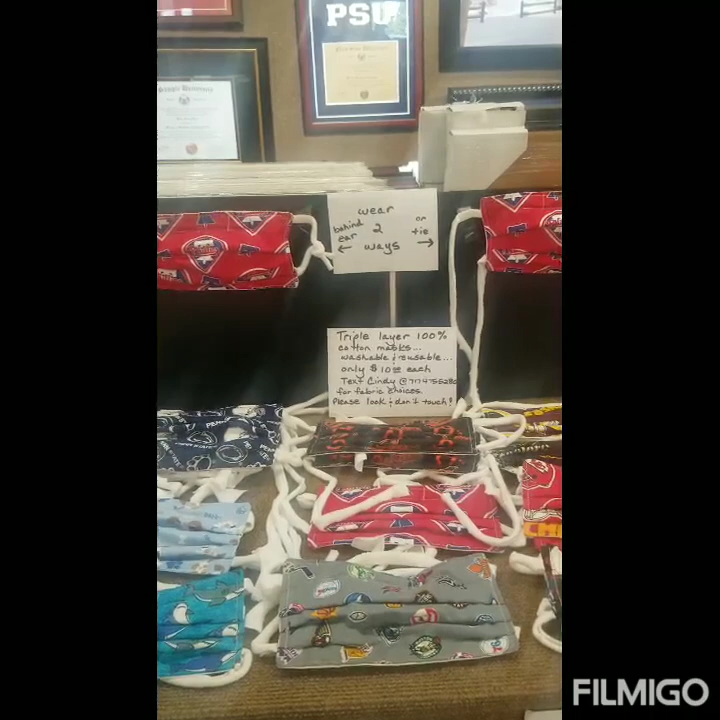 PSU
wear
behind or
ear 2 tie
← ways →
Triple layer 100%
cotton masks...
washable & reusable...
only $10.00 each
Text Cindy @
for fabric choices.
Please look & don't touch!
FILMIGO